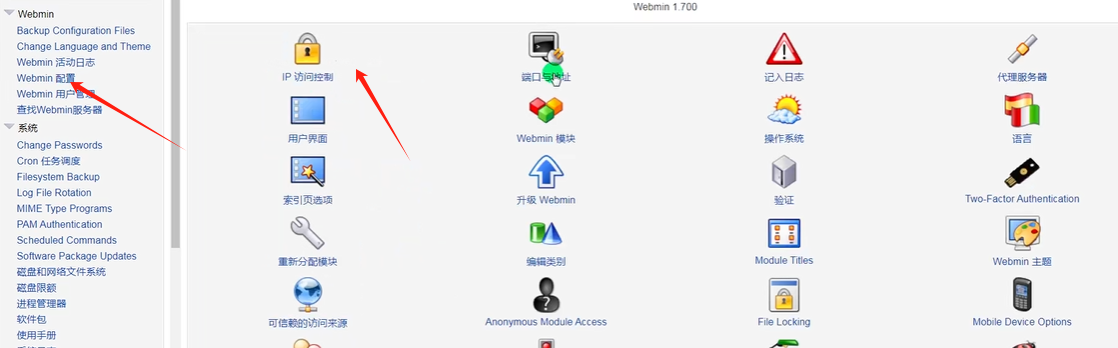 Webmin
Backup Configuration Files
Change Language and Theme
Webmin 活动日志
Webmin 配置
Webmin 用户管理
查找Webmin服务器
系统
Change Passwords
Cron 任务调度
Filesystem Backup
Log File Rotation
MIME Type Programs
PAM Authentication
Scheduled Commands
Software Package Updates
磁盘和网络文件系统
磁盘限额
进程管理器
软件包
使用手册
Webmin 1.700
IP 访问控制
端口与地址
记入日志
代理服务器
用户界面
Webmin 模块
操作系统
语言
索引页选项
升级 Webmin
验证
Two-Factor Authentication
重新分配模块
编辑类别
Module Titles
Webmin 主题
可信赖的访问来源
Anonymous Module Access
File Locking
Mobile Device Options